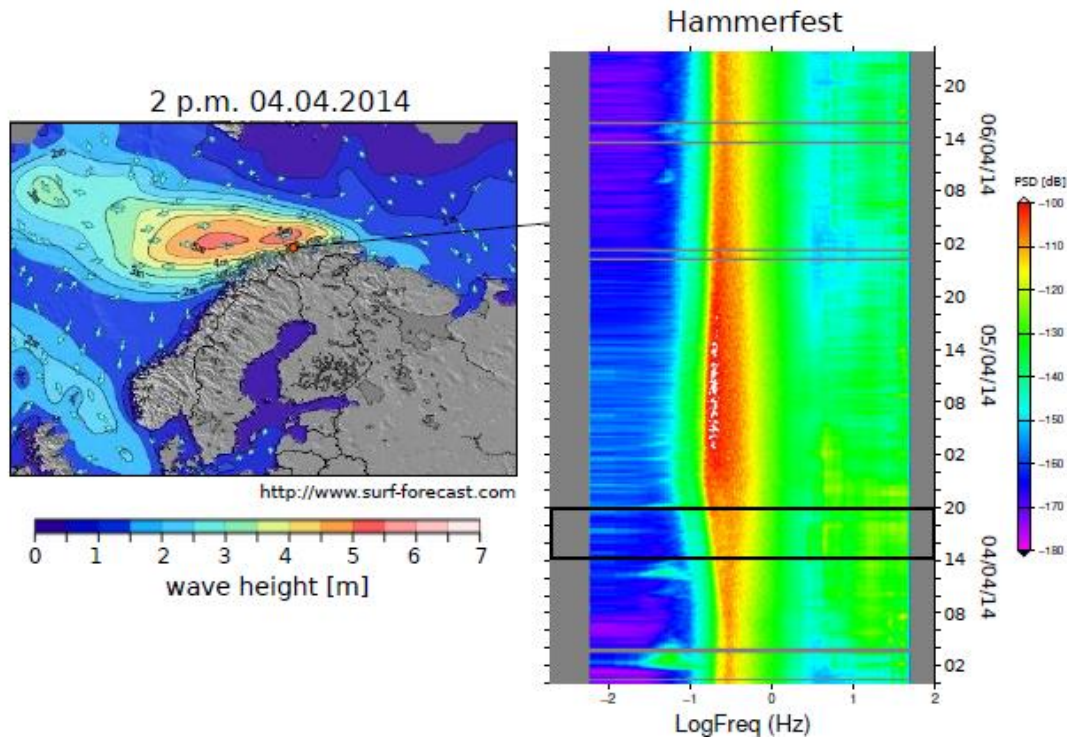 Hammerfest
2 p.m. 04.04.2014
2m
4m
2m
http://www.surf-forecast.com
0 1 2 3 4 5 6 7
wave height [m]
20
14
08
02
20
14
08
02
20
14
08
02
06/04/14
05/04/14
04/04/14
−2 −1 0 1 2
LogFreq (Hz)
PSD [dB]
−100
−110
−120
−130
−140
−150
−160
−170
−180